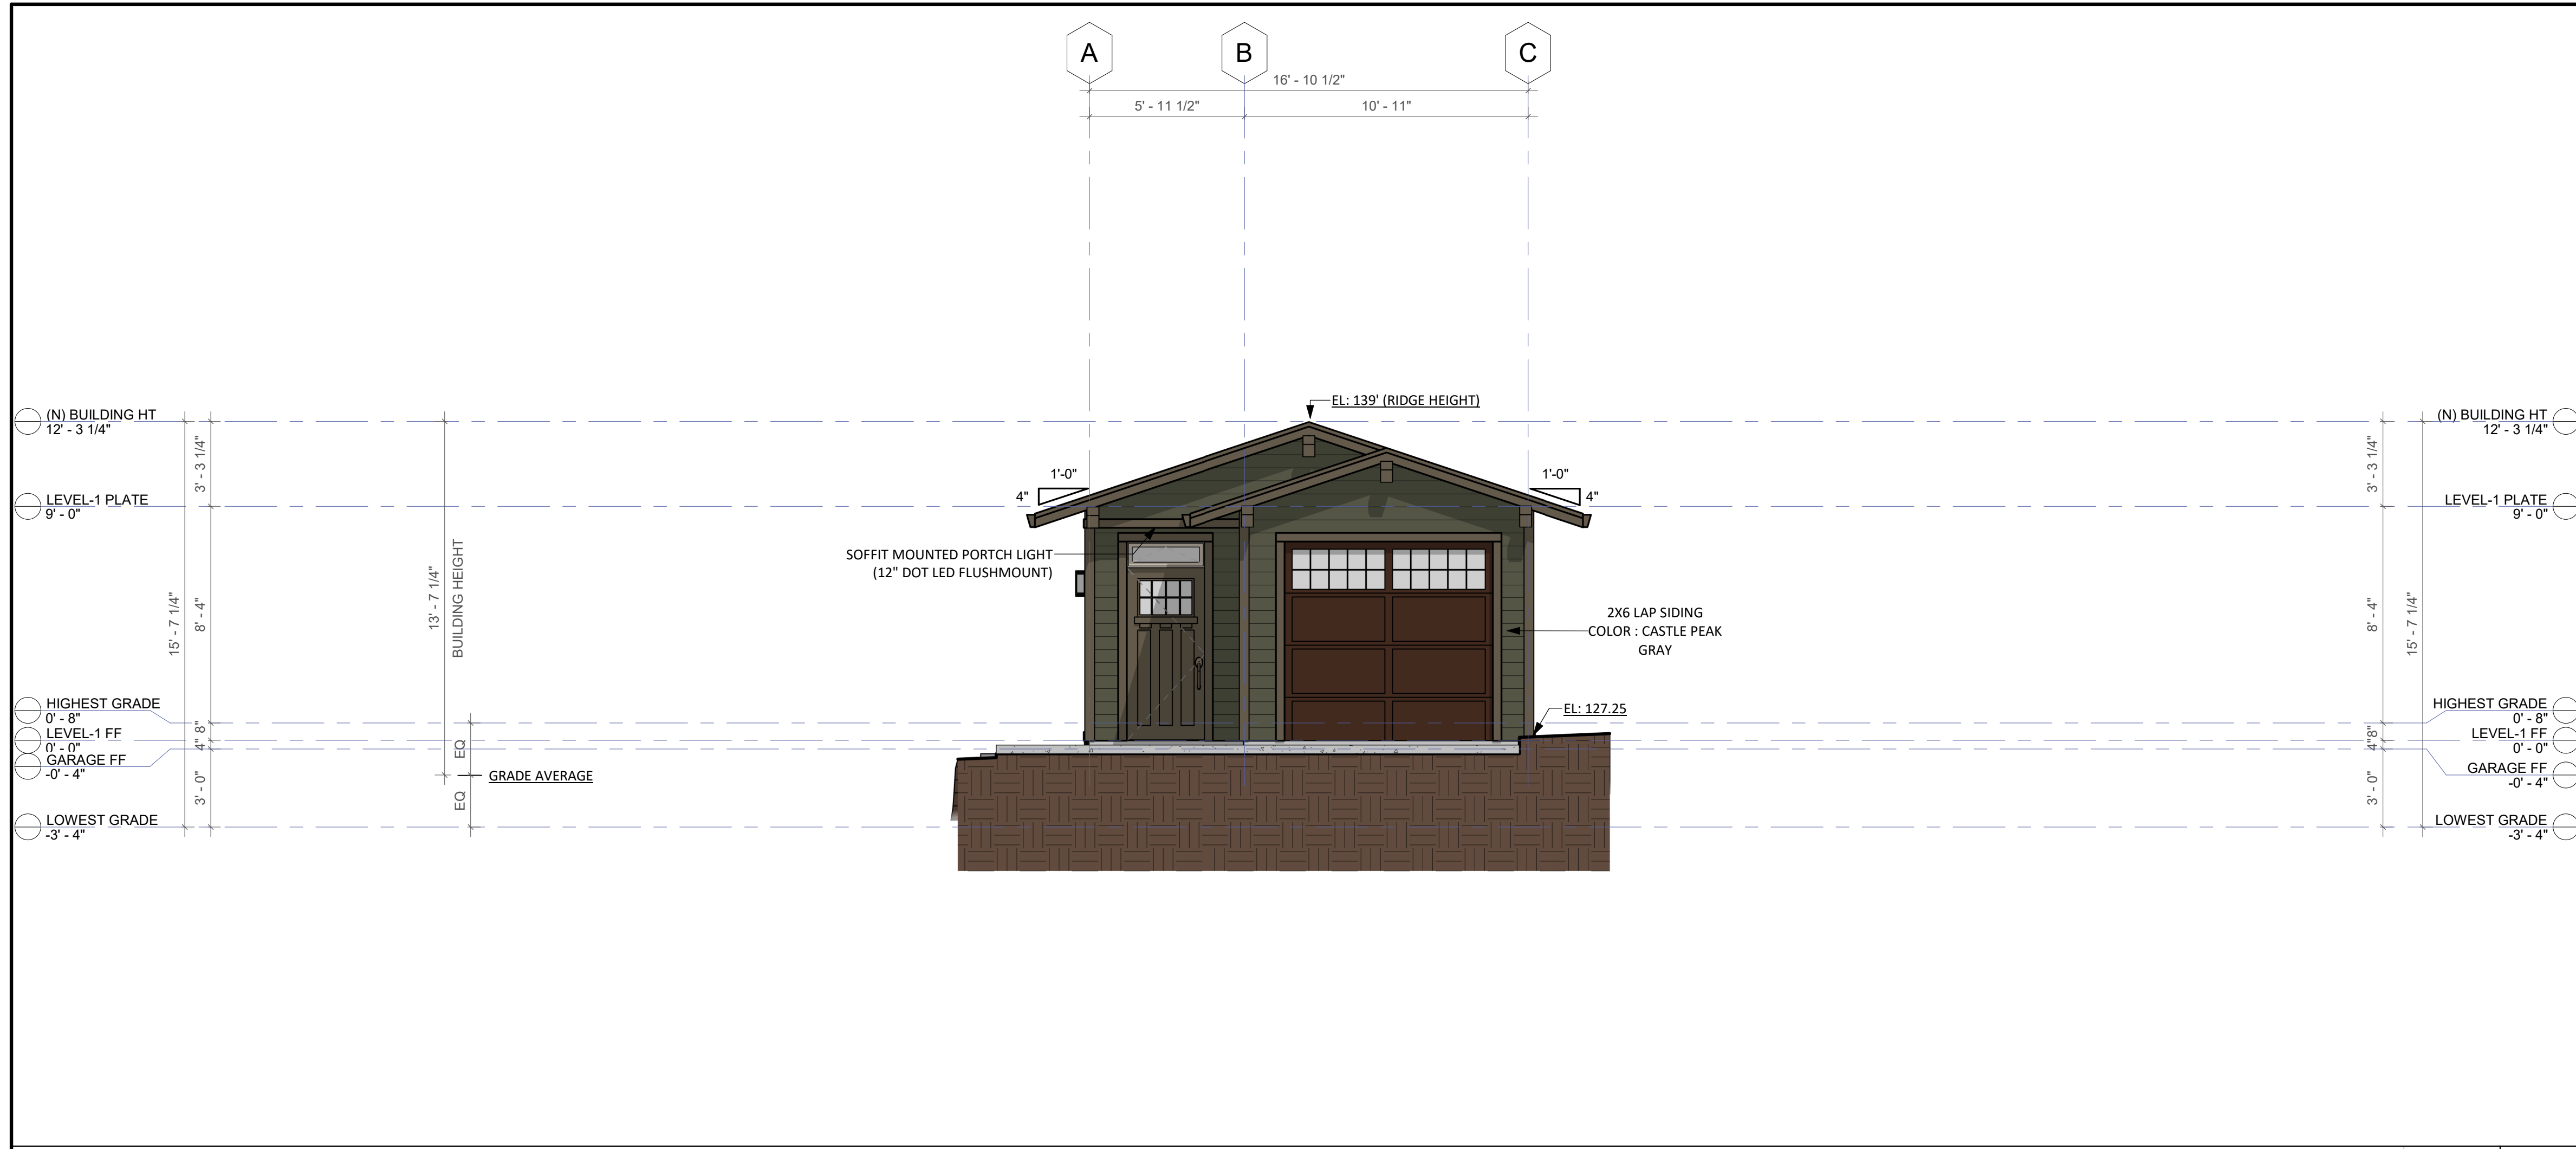 A
B
C
16' - 10 1/2"
5' - 11 1/2"
10' - 11"
EL: 139' (RIDGE HEIGHT)
(N) BUILDING HT
12' - 3 1/4"
3' - 3 1/4"
LEVEL-1 PLATE
9' - 0"
15' - 7 1/4"
8' - 4"
13' - 7 1/4"
BUILDING HEIGHT
HIGHEST GRADE
0' - 8"
8"
LEVEL-1 FF
0' - 0"
4"
GARAGE FF
-0' - 4"
3' - 0"
LOWEST GRADE
-3' - 4"
EQ
EQ
GRADE AVERAGE
1'-0"
4"
SOFFIT MOUNTED PORTCH LIGHT
(12" DOT LED FLUSHMOUNT)
1'-0"
4"
2X6 LAP SIDING
COLOR : CASTLE PEAK
GRAY
EL: 127.25
(N) BUILDING HT
12' - 3 1/4"
3' - 3 1/4"
LEVEL-1 PLATE
9' - 0"
8' - 4"
15' - 7 1/4"
HIGHEST GRADE
0' - 8"
8"
LEVEL-1 FF
0' - 0"
4"
GARAGE FF
-0' - 4"
3' - 0"
LOWEST GRADE
-3' - 4"